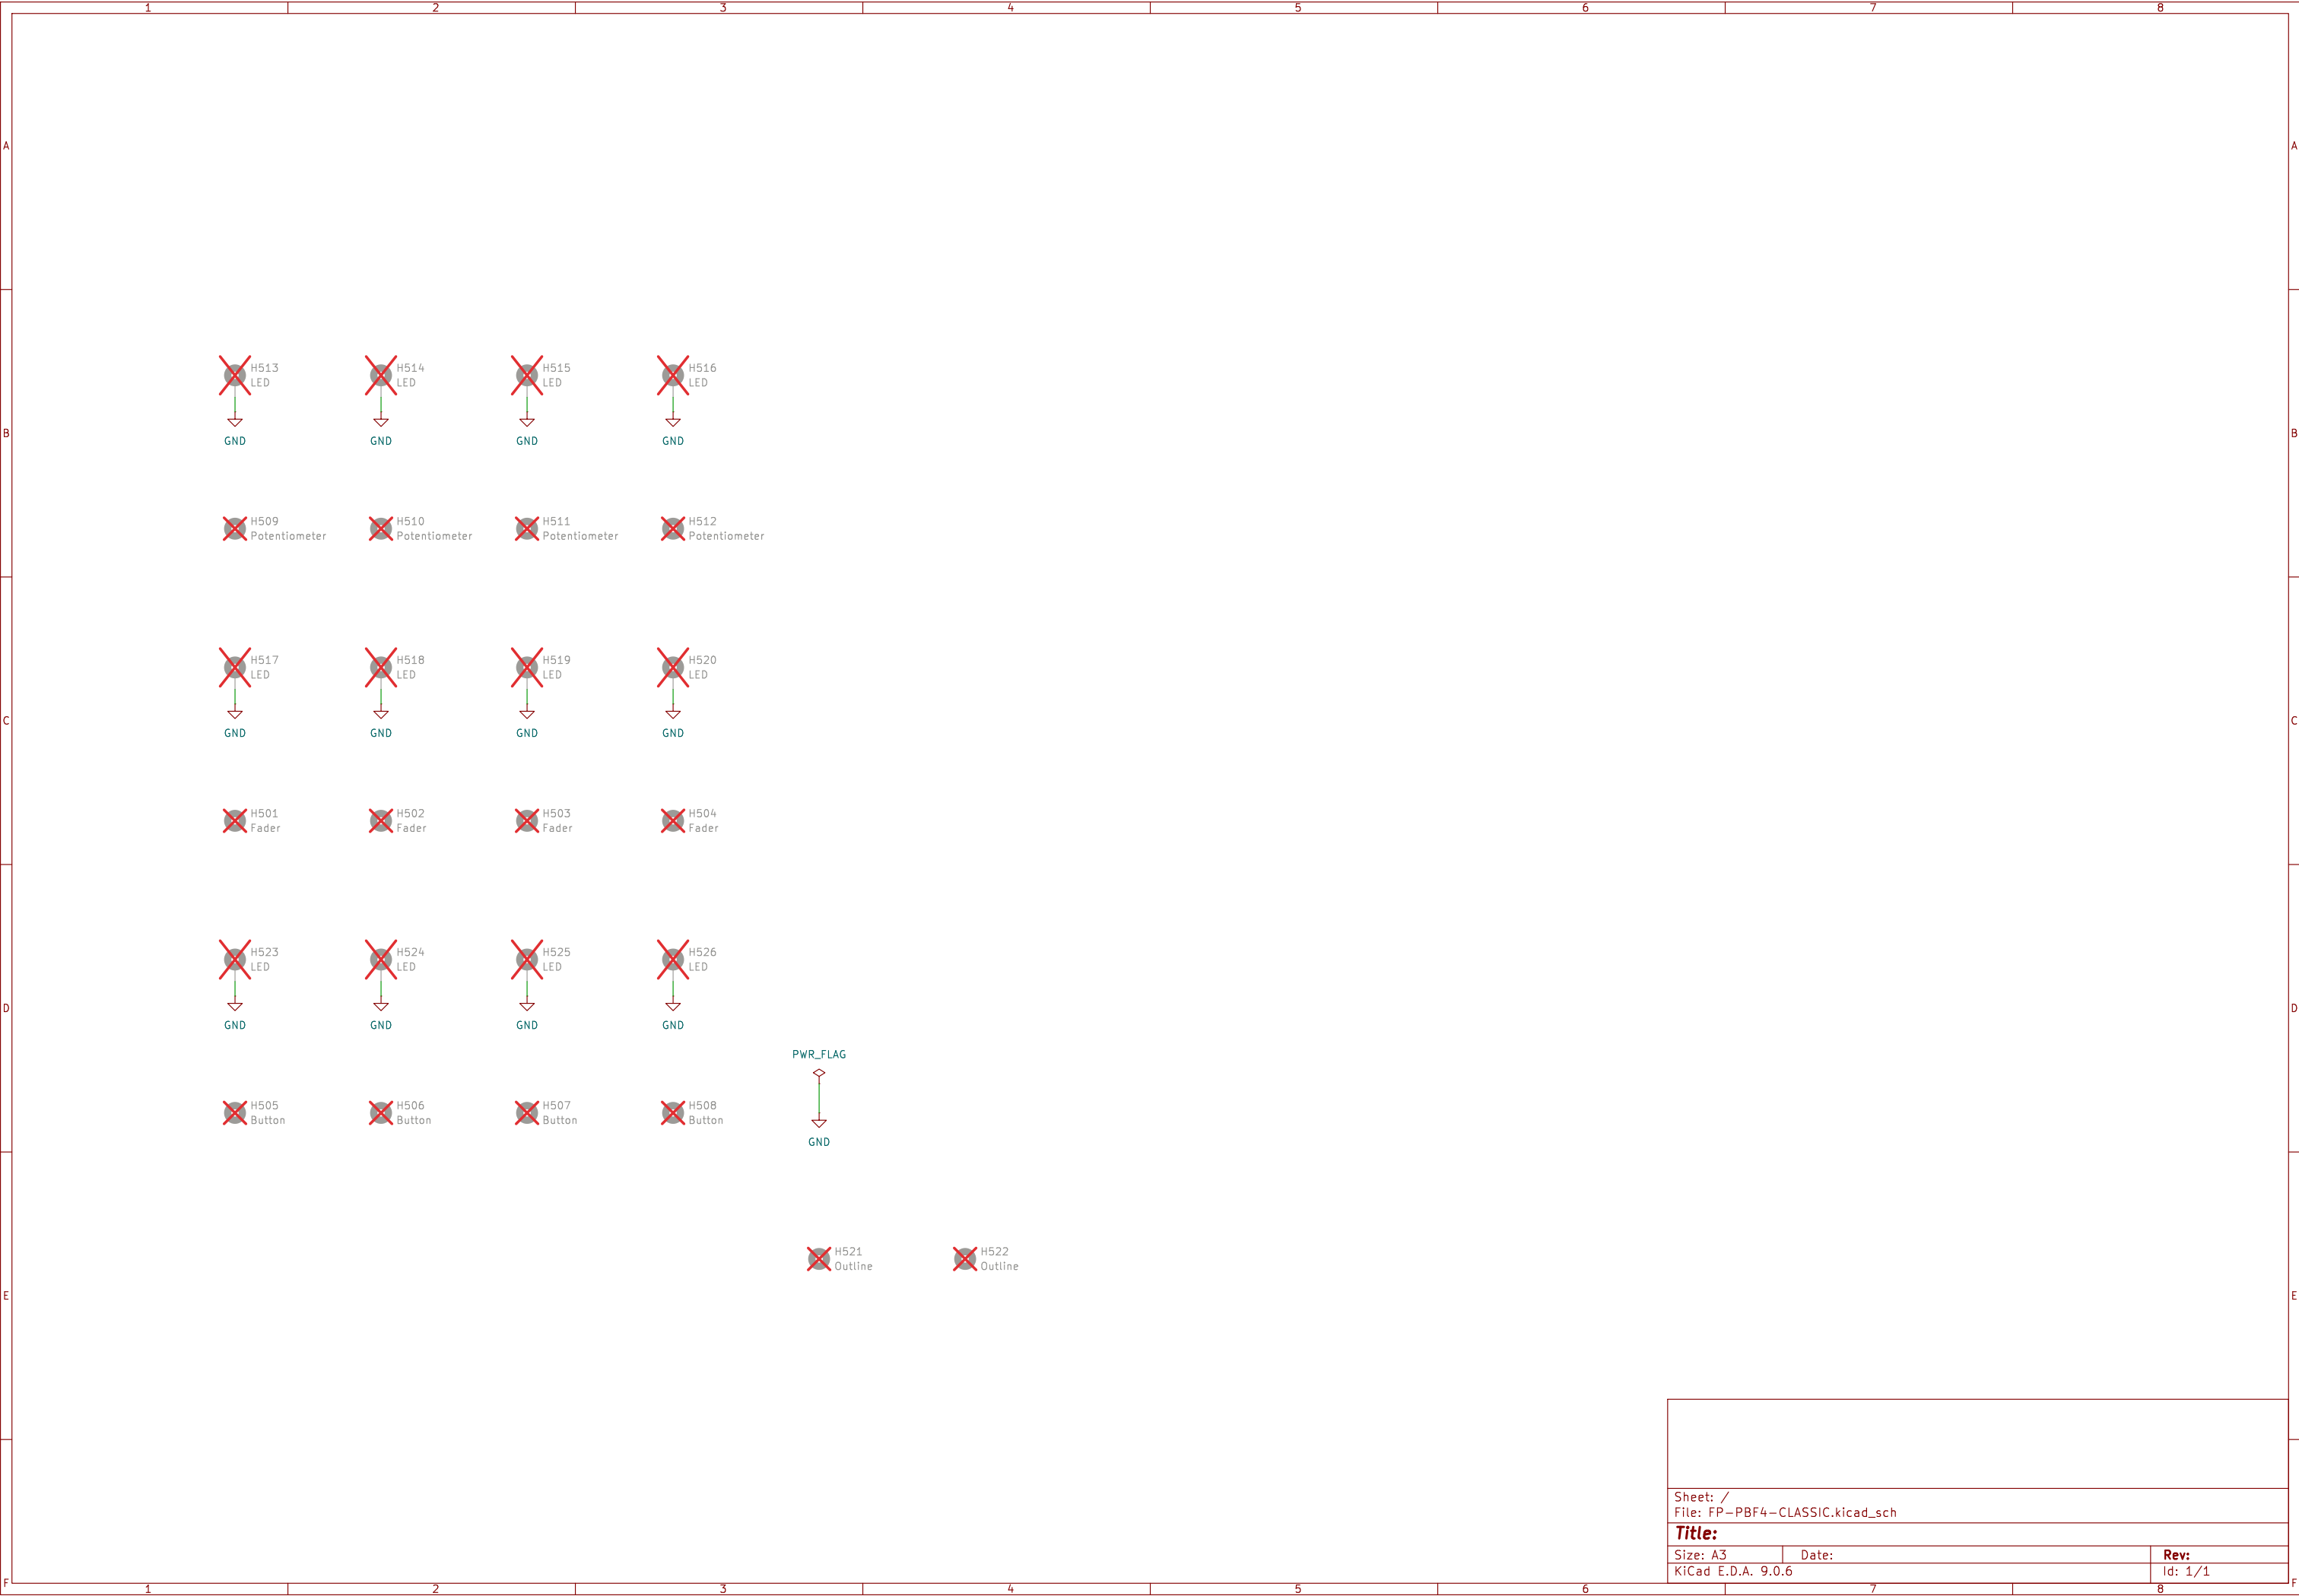 1 2 3 4 5 6 7 8
A A
H513 H514 H515 H516
LED LED LED LED
B B
GND GND GND GND
H509 H510 H511 H512
Potentiometer Potentiometer Potentiometer Potentiometer
H517 H518 H519 H520
LED LED LED LED
C C
GND GND GND GND
H501 H502 H503 H504
Fader Fader Fader Fader
H523 H524 H525 H526
LED LED LED LED
D D
GND GND GND GND
PWR_FLAG
H505 H506 H507 H508
Button Button Button Button
GND
H521 H522
Outline Outline
E E
Sheet: /
File: FP-PBF4-CLASSIC.kicad_sch
Title:
Size: A3 Date: Rev:
KiCad E.D.A. 9.0.6 Id: 1/1
F F
1 2 3 4 5 6 7 8